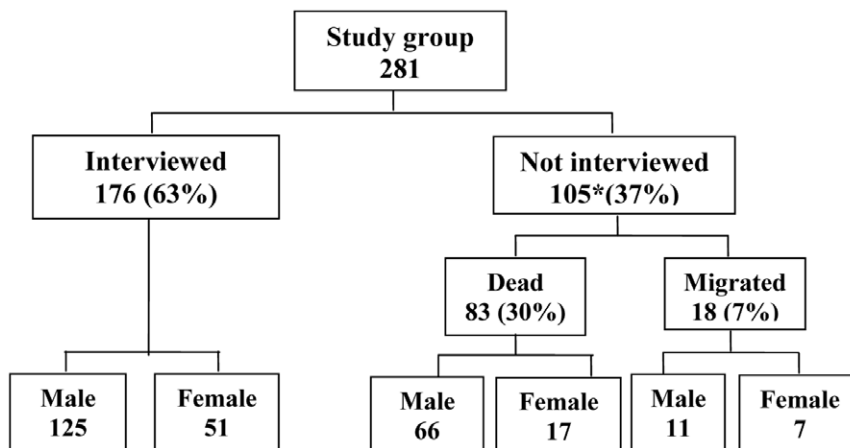 Study group
281
Interviewed
176 (63%)
Not interviewed
105*(37%)
Dead
83 (30%)
Migrated
18 (7%)
Male
125
Female
51
Male
66
Female
17
Male
11
Female
7